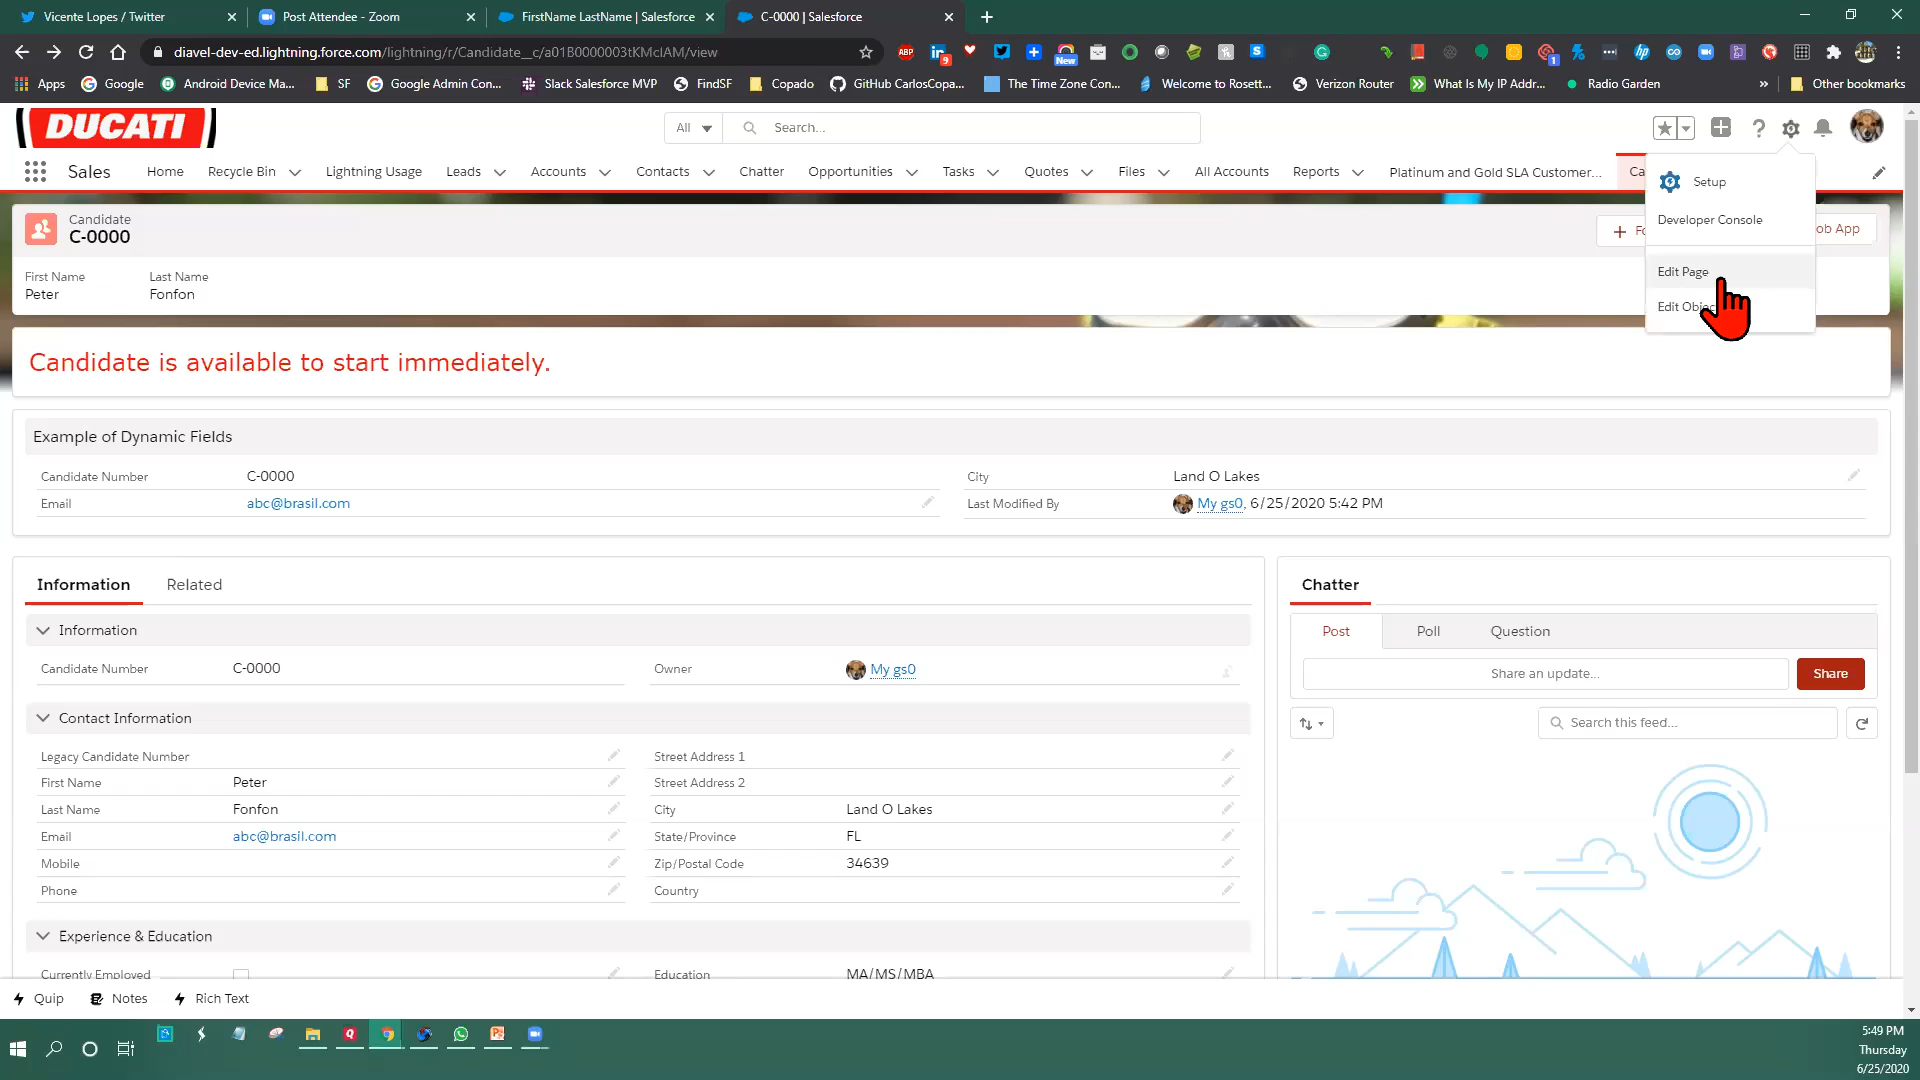 Vicente Lopes / Twitter
Post Attendee - Zoom
FirstName LastName | Salesforce
C-0000 | Salesforce
diavel-dev-ed.lightning.force.com/lightning/r/Candidate__c/a01B0000003tKMcIAM/view
9
New
1
Apps
Google
Android Device Ma...
SF
Google Admin Con...
Slack Salesforce MVP
FindSF
Copado
GitHub CarlosCopa...
The Time Zone Con...
Welcome to Rosett...
Verizon Router
What Is My IP Addr...
Radio Garden
»
Other bookmarks
DUCATI
All
Search...
Sales
Home
Recycle Bin
Lightning Usage
Leads
Accounts
Contacts
Chatter
Opportunities
Tasks
Quotes
Files
All Accounts
Reports
Platinum and Gold SLA Customer...
Ca
Setup
Developer Console
Edit Page
Edit Objec
Candidate
C-0000
+ Fo
ob App
First Name
Last Name
Peter
Fonfon
Candidate is available to start immediately.
Example of Dynamic Fields
Candidate Number C-0000
City Land O Lakes
Email abc@brasil.com
Last Modified By My gs0, 6/25/2020 5:42 PM
Information
Related
Information
Candidate Number C-0000
Owner My gs0
Contact Information
Legacy Candidate Number
Street Address 1
First Name Peter
Street Address 2
Last Name Fonfon
City Land O Lakes
Email abc@brasil.com
State/Province FL
Mobile
Zip/Postal Code 34639
Phone
Country
Experience & Education
Currently Employed
Education MA/MS/MBA
Chatter
Post
Poll
Question
Share an update...
Share
Search this feed...
Quip
Notes
Rich Text
5:49 PM
Thursday
6/25/2020